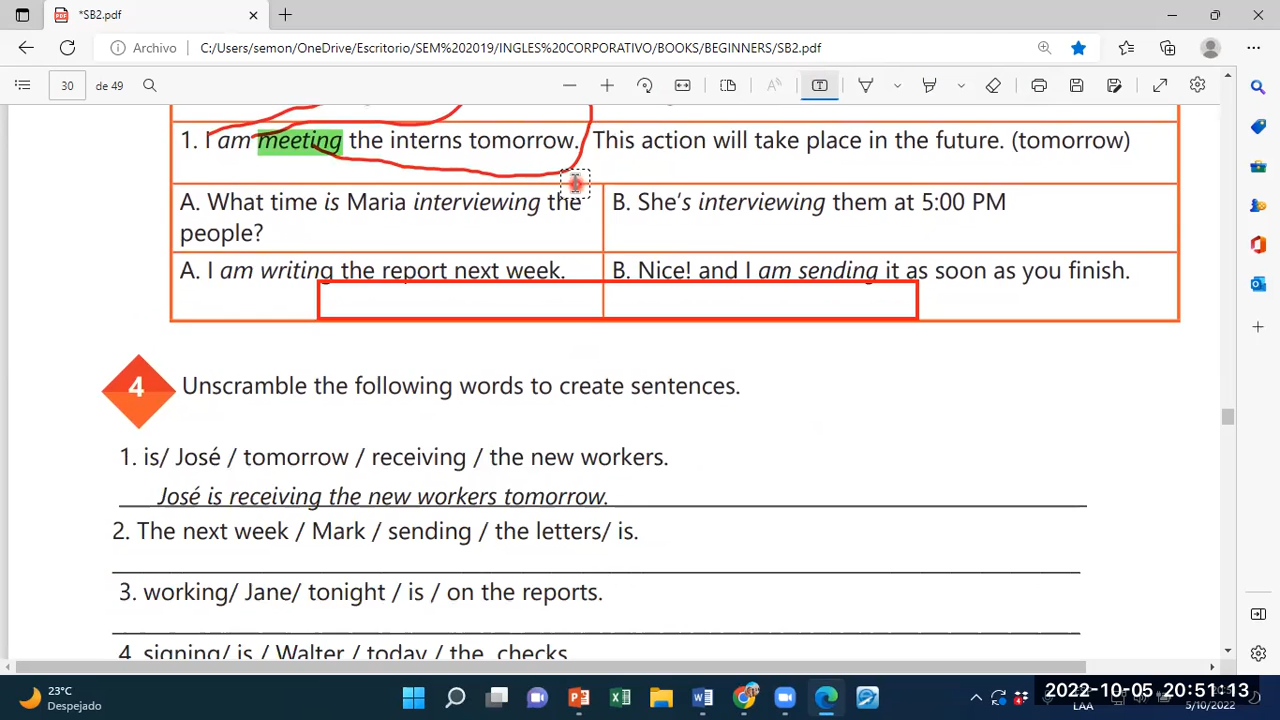 *SB2.pdf
Archivo
C:/Users/semon/OneDrive/Escritorio/SEM%202019/INGLES%20CORPORATIVO/BOOKS/BEGINNERS/SB2.pdf
30
de 49
1. I am meeting the interns tomorrow. This action will take place in the future. (tomorrow)
A. What time is Maria interviewing the people?
B. She's interviewing them at 5:00 PM
A. I am writing the report next week.
B. Nice! and I am sending it as soon as you finish.
4
Unscramble the following words to create sentences.
1. is/ José / tomorrow / receiving / the new workers.
José is receiving the new workers tomorrow.
2. The next week / Mark / sending / the letters/ is.
3. working/ Jane/ tonight / is / on the reports.
4. signing/ is / Walter / today / the checks
23°C
Despejado
2022-10-05 20:51:13
LAA
5/10/2022